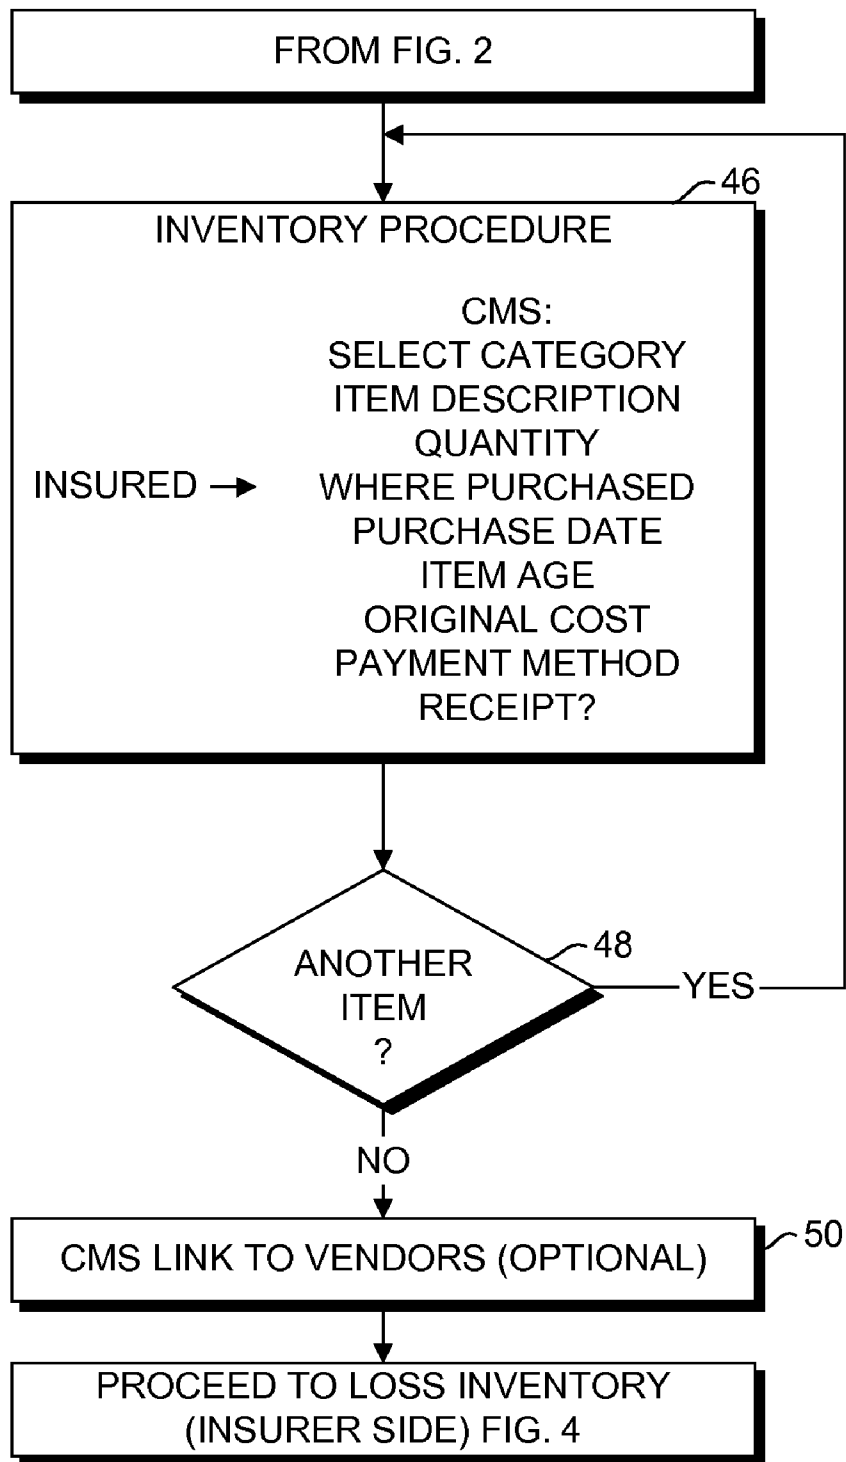 FROM FIG. 2
46
INVENTORY PROCEDURE
CMS:
SELECT CATEGORY
ITEM DESCRIPTION
QUANTITY
INSURED → WHERE PURCHASED
PURCHASE DATE
ITEM AGE
ORIGINAL COST
PAYMENT METHOD
RECEIPT?
48
ANOTHER
ITEM
?
YES
NO
50
CMS LINK TO VENDORS (OPTIONAL)
PROCEED TO LOSS INVENTORY
(INSURER SIDE) FIG. 4